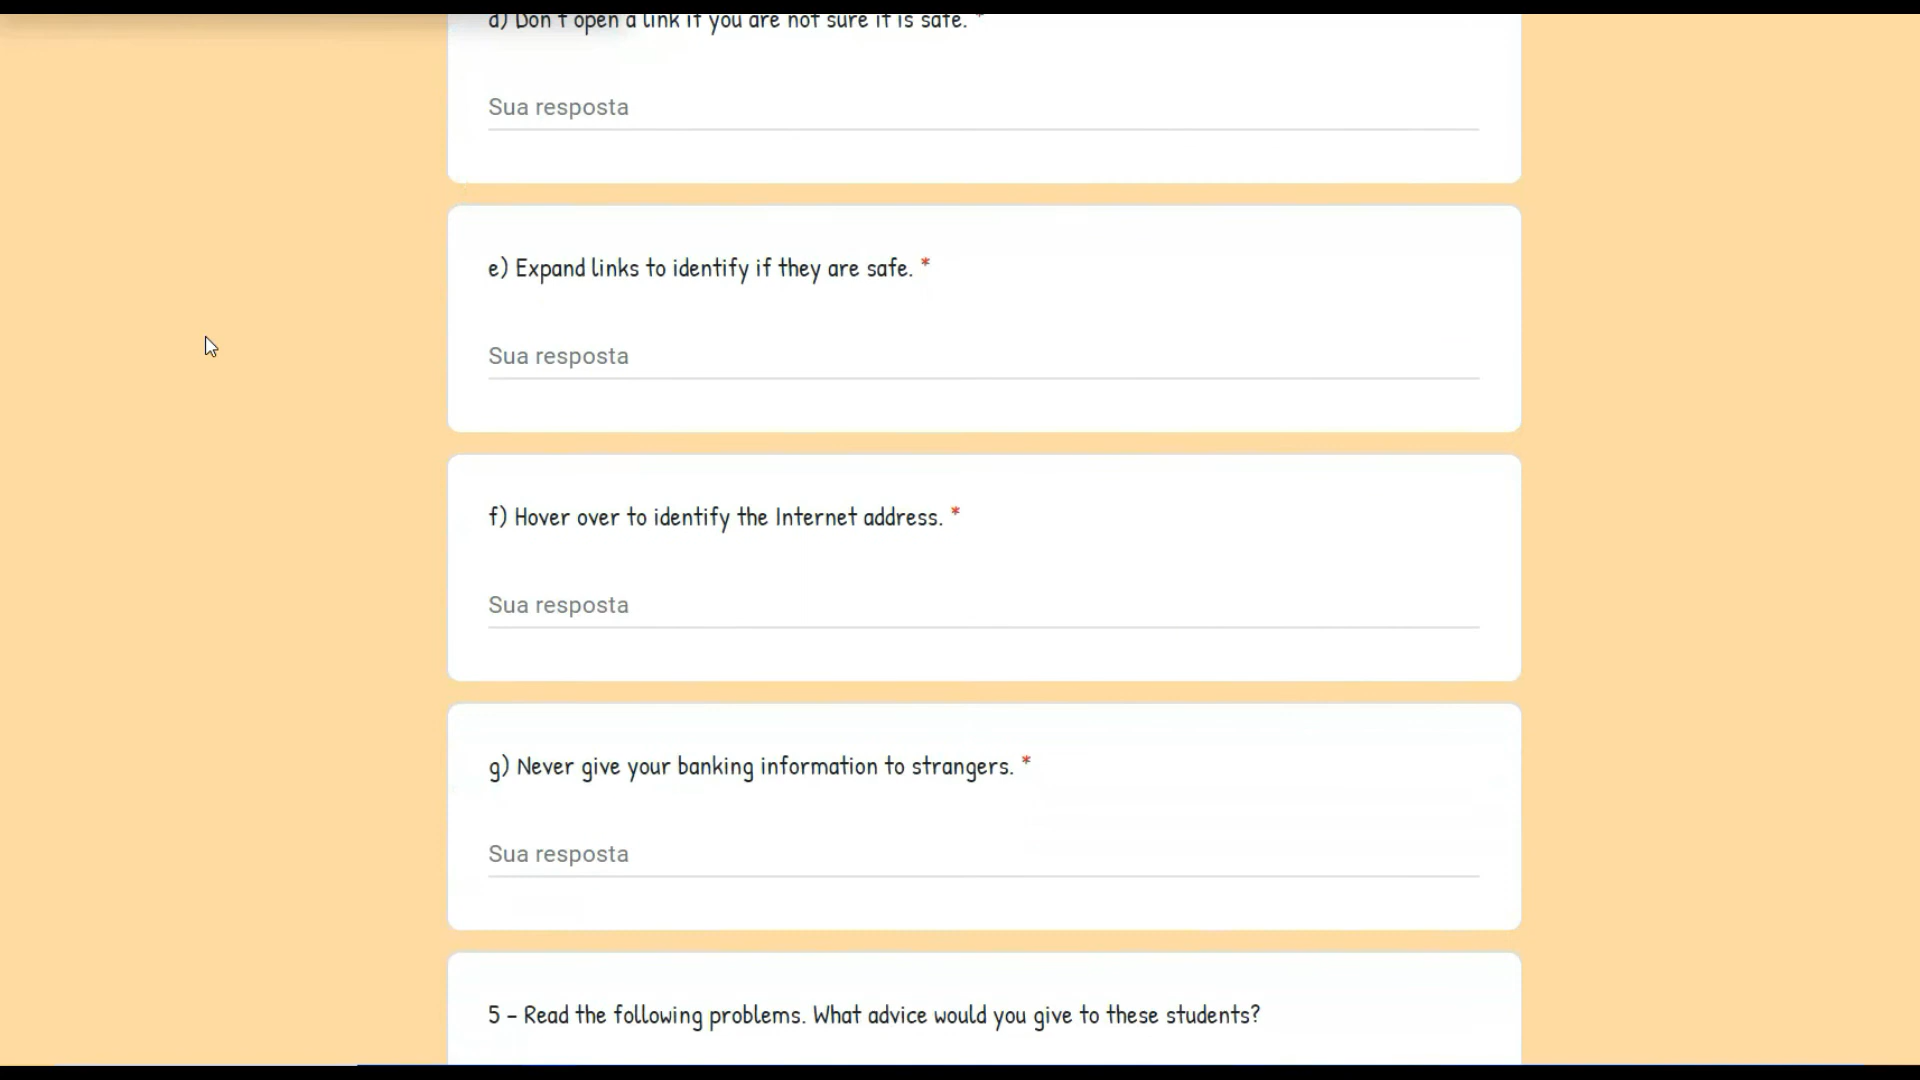 d) Don't open a link if you are not sure it is safe. *
Sua resposta
e) Expand links to identify if they are safe. *
Sua resposta
f) Hover over to identify the Internet address. *
Sua resposta
g) Never give your banking information to strangers. *
Sua resposta
5 – Read the following problems. What advice would you give to these students?